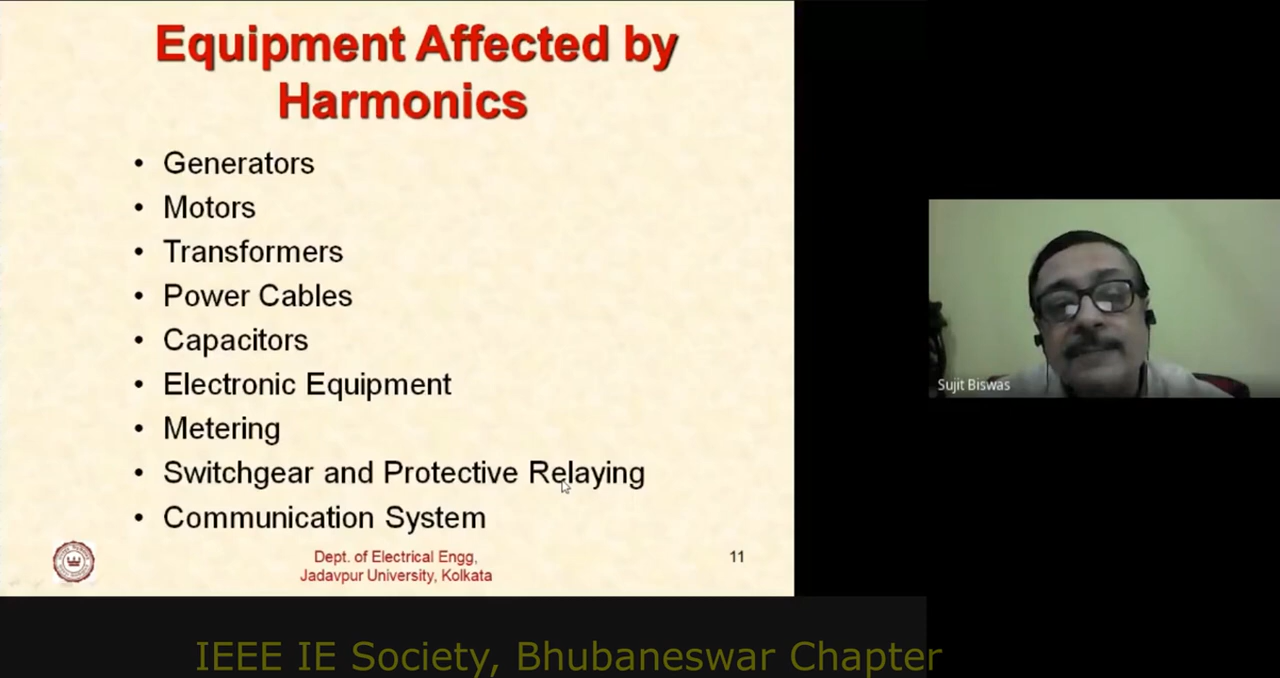 Equipment Affected by
Harmonics
• Generators
• Motors
• Transformers
• Power Cables
• Capacitors
• Electronic Equipment
• Metering
• Switchgear and Protective Relaying
• Communication System
Dept. of Electrical Engg,
Jadavpur University, Kolkata
11
Sujit Biswas
IEEE IE Society, Bhubaneswar Chapter